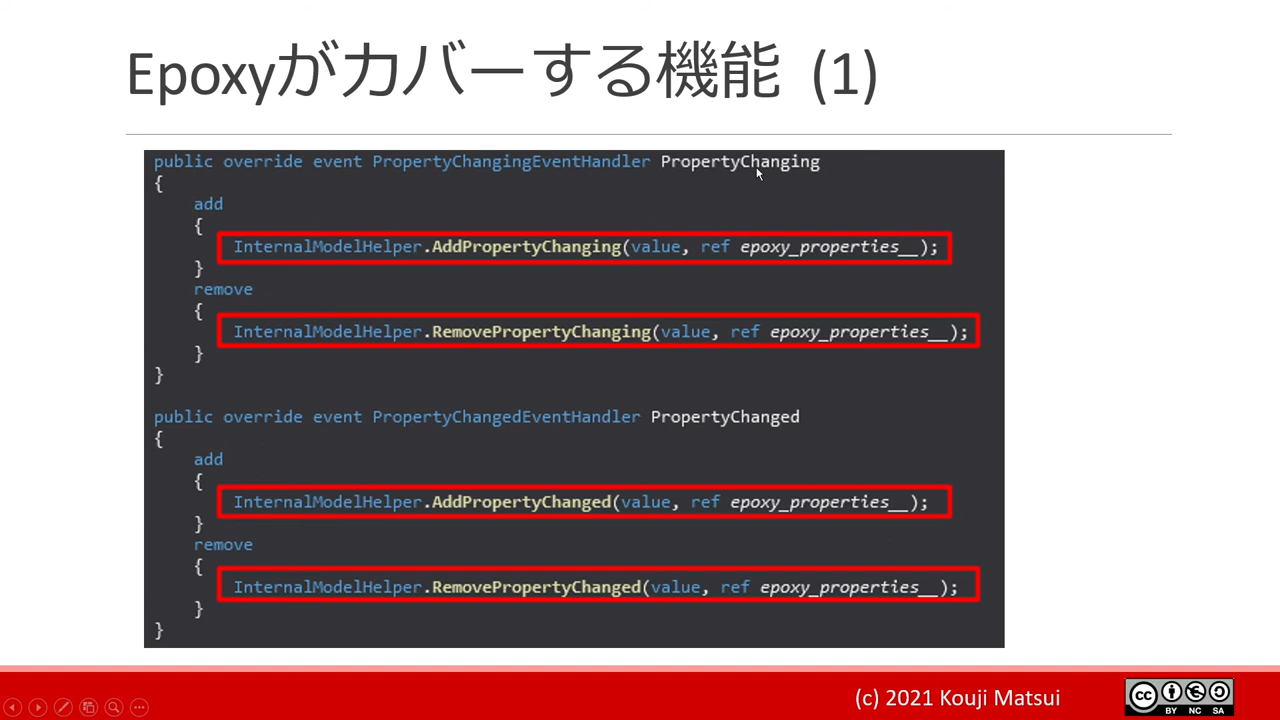 Epoxyがカバーする機能 (1)
public override event PropertyChangingEventHandler PropertyChanging
{
add
{
InternalModelHelper.AddPropertyChanging(value, ref epoxy_properties__);
}
remove
{
InternalModelHelper.RemovePropertyChanging(value, ref epoxy_properties__);
}
}
public override event PropertyChangedEventHandler PropertyChanged
{
add
{
InternalModelHelper.AddPropertyChanged(value, ref epoxy_properties__);
}
remove
{
InternalModelHelper.RemovePropertyChanged(value, ref epoxy_properties__);
}
}
(c) 2021 Kouji Matsui
cc
BY NC SA